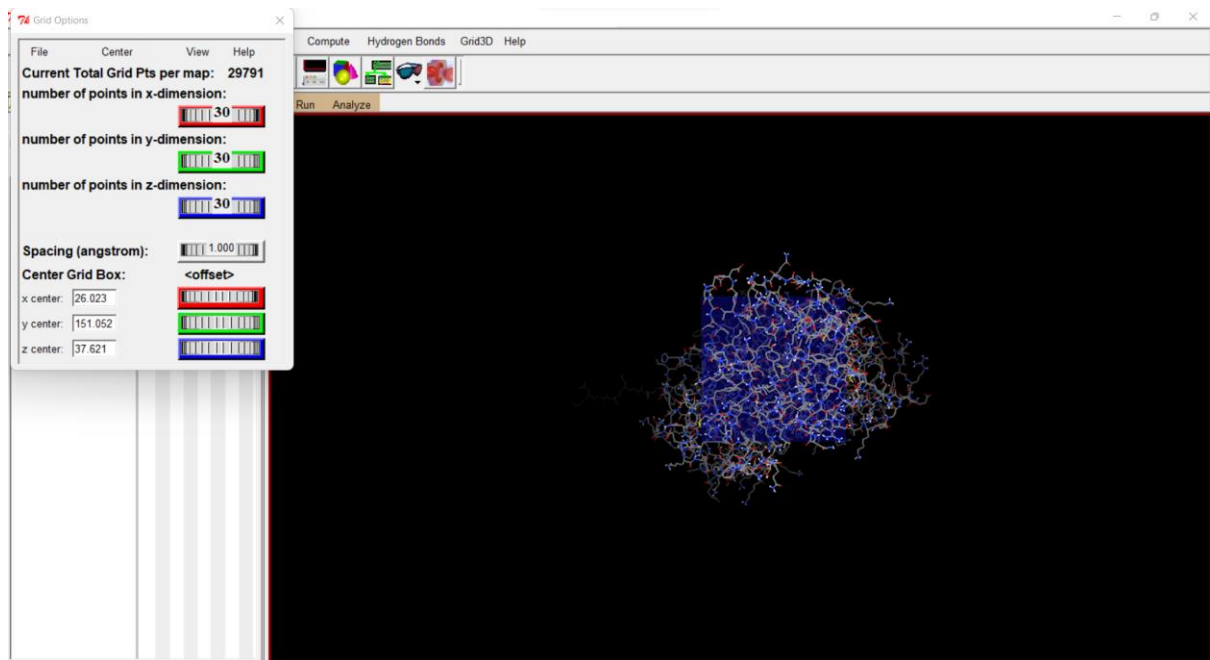 Grid Options
File Center View Help
Current Total Grid Pts per map: 29791
number of points in x-dimension:
30
number of points in y-dimension:
30
number of points in z-dimension:
30
Spacing (angstrom): 1.000
Center Grid Box: <offset>
x center: 26.023
y center: 151.052
z center: 37.621
Compute Hydrogen Bonds Grid3D Help
Run Analyze